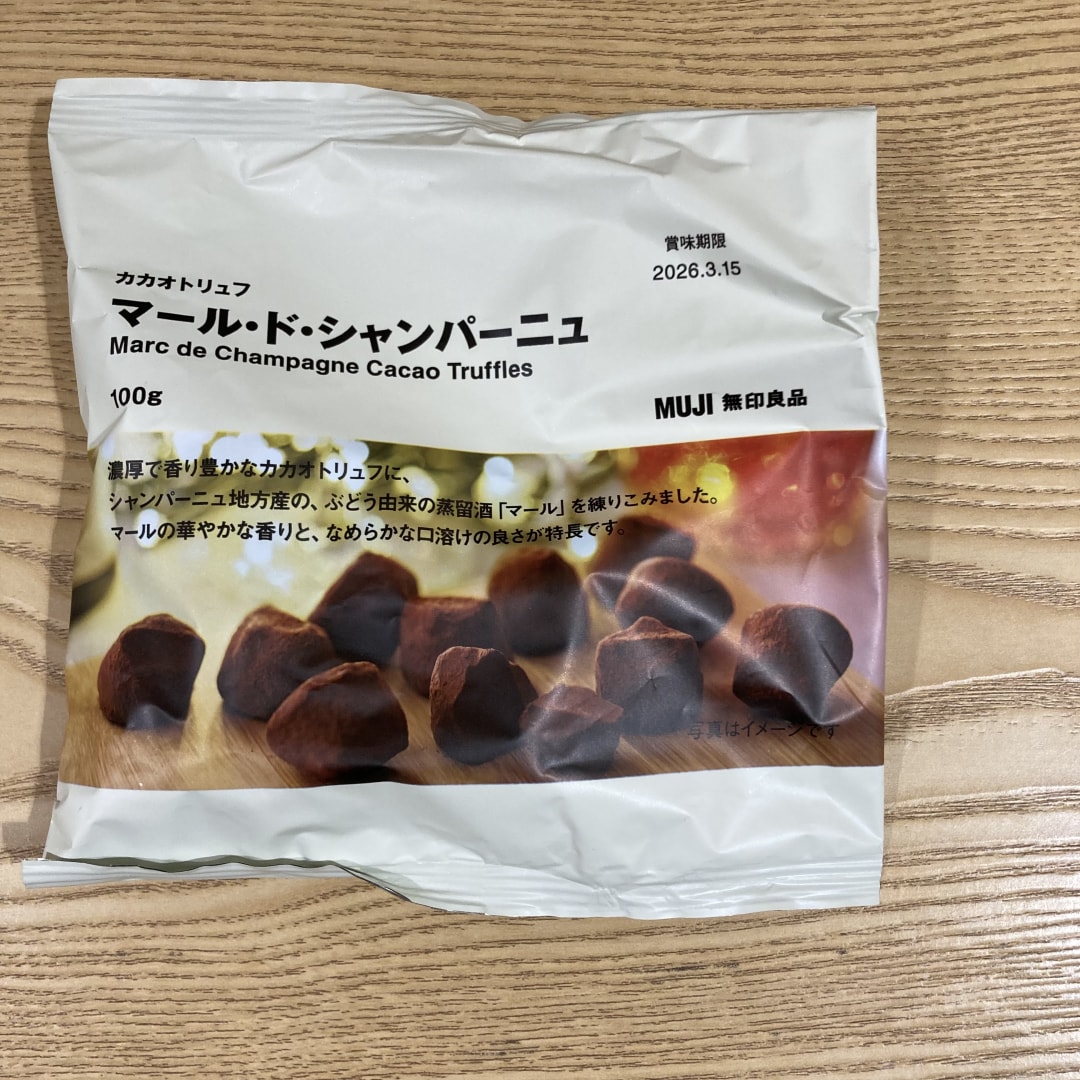 賞味期限
2026.3.15
カカオトリュフ
マール・ド・シャンパーニュ
Marc de Champagne Cacao Truffles
100g
MUJI 無印良品
濃厚で香り豊かなカカオトリュフに、
シャンパーニュ地方産の、ぶどう由来の蒸留酒「マール」を練りこみました。
マールの華やかな香りと、なめらかな口溶けの良さが特長です。
写真はイメージです